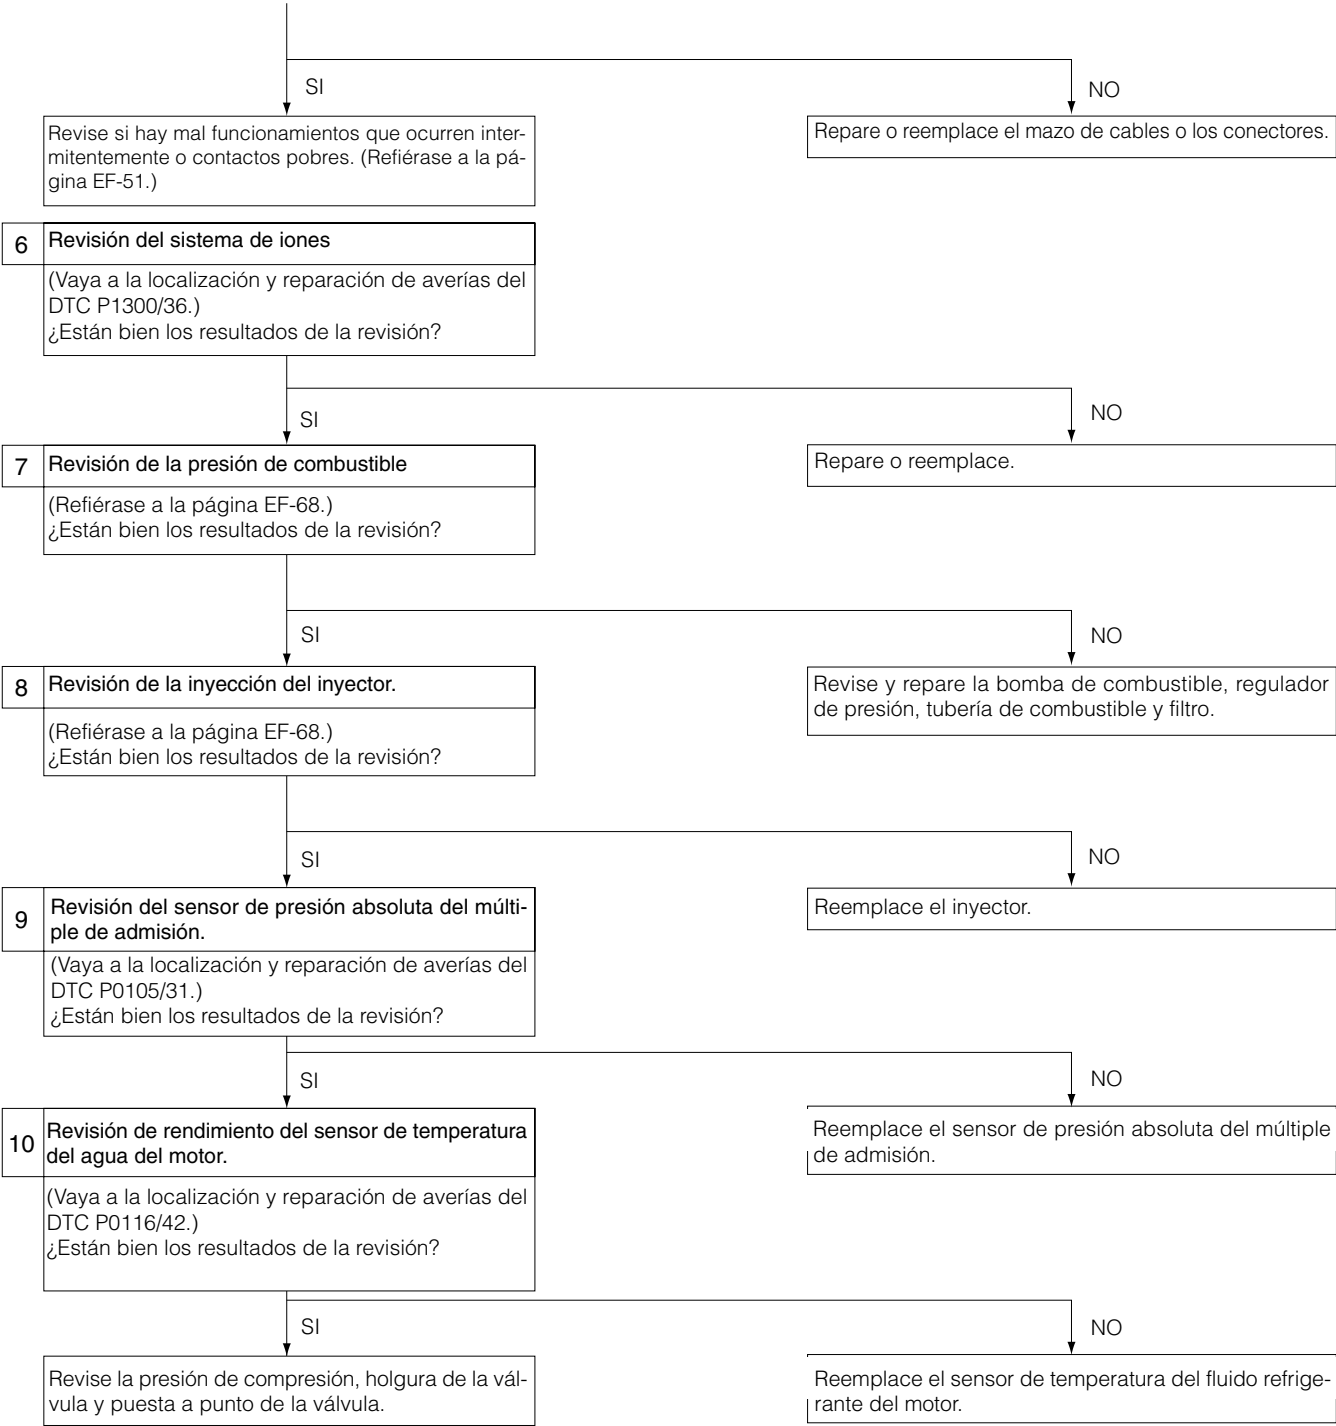 SI
NO
Revise si hay mal funcionamientos que ocurren inter-
mitentemente o contactos pobres. (Refiérase a la pá-
gina EF-51.)
Repare o reemplace el mazo de cables o los conectores.
6
Revisión del sistema de iones
(Vaya a la localización y reparación de averías del
DTC P1300/36.)
¿Están bien los resultados de la revisión?
SI
NO
7
Revisión de la presión de combustible
Repare o reemplace.
(Refiérase a la página EF-68.)
¿Están bien los resultados de la revisión?
SI
NO
8
Revisión de la inyección del inyector.
Revise y repare la bomba de combustible, regulador
de presión, tubería de combustible y filtro.
(Refiérase a la página EF-68.)
¿Están bien los resultados de la revisión?
SI
NO
9
Revisión del sensor de presión absoluta del múlti-
ple de admisión.
Reemplace el inyector.
(Vaya a la localización y reparación de averías del
DTC P0105/31.)
¿Están bien los resultados de la revisión?
SI
NO
10
Revisión de rendimiento del sensor de temperatura
del agua del motor.
Reemplace el sensor de presión absoluta del múltiple
de admisión.
(Vaya a la localización y reparación de averías del
DTC P0116/42.)
¿Están bien los resultados de la revisión?
SI
NO
Revise la presión de compresión, holgura de la vál-
vula y puesta a punto de la válvula.
Reemplace el sensor de temperatura del fluido refrige-
rante del motor.